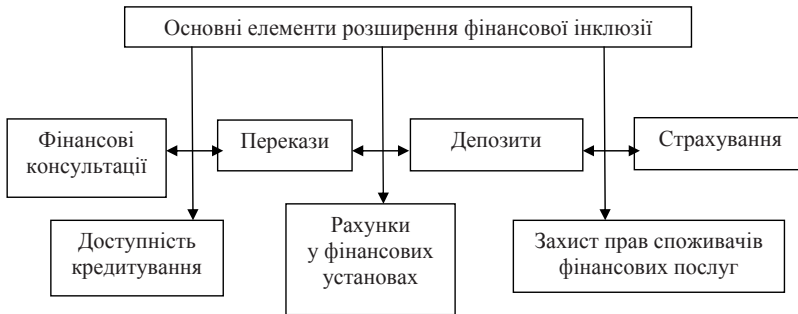 Основні елементи розширення фінансової інклюзії
Фінансові
консультації
Перекази
Депозити
Страхування
Доступність
кредитування
Рахунки
у фінансових
установах
Захист прав споживачів
фінансових послуг